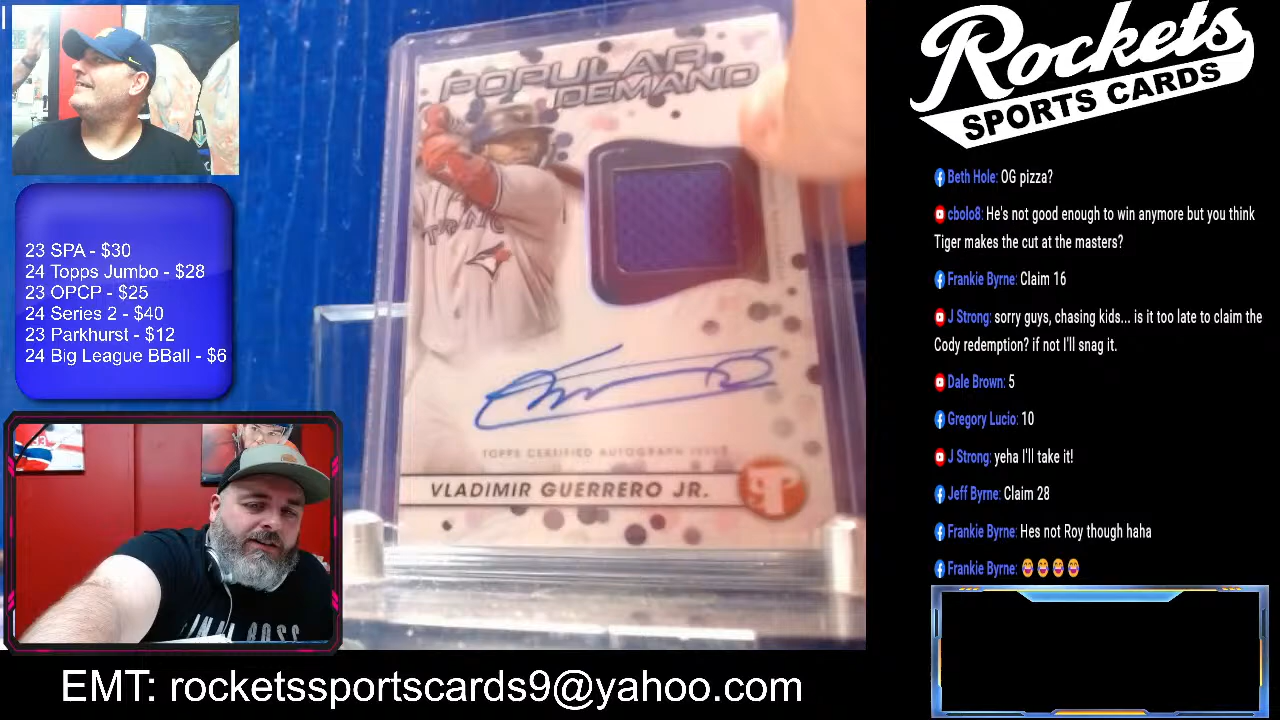 Rockets
SPORTS CARDS
23 SPA - $30
24 Topps Jumbo - $28
23 OPCP - $25
24 Series 2 - $40
23 Parkhurst - $12
24 Big League BBall - $6
POPULAR
DEMAND
TOPPS CERTIFIED AUTOGRAPH ISSUE
VLADIMIR GUERRERO JR.
Beth Hole: OG pizza?
cbolo8: He's not good enough to win anymore but you think
Tiger makes the cut at the masters?
Frankie Byrne: Claim 16
J Strong: sorry guys, chasing kids... is it too late to claim the
Cody redemption? if not I'll snag it.
Dale Brown: 5
Gregory Lucio: 10
J Strong: yeha I'll take it!
Jeff Byrne: Claim 28
Frankie Byrne: Hes not Roy though haha
Frankie Byrne: 😂😂😂😂
EMT: rocketssportscards9@yahoo.com